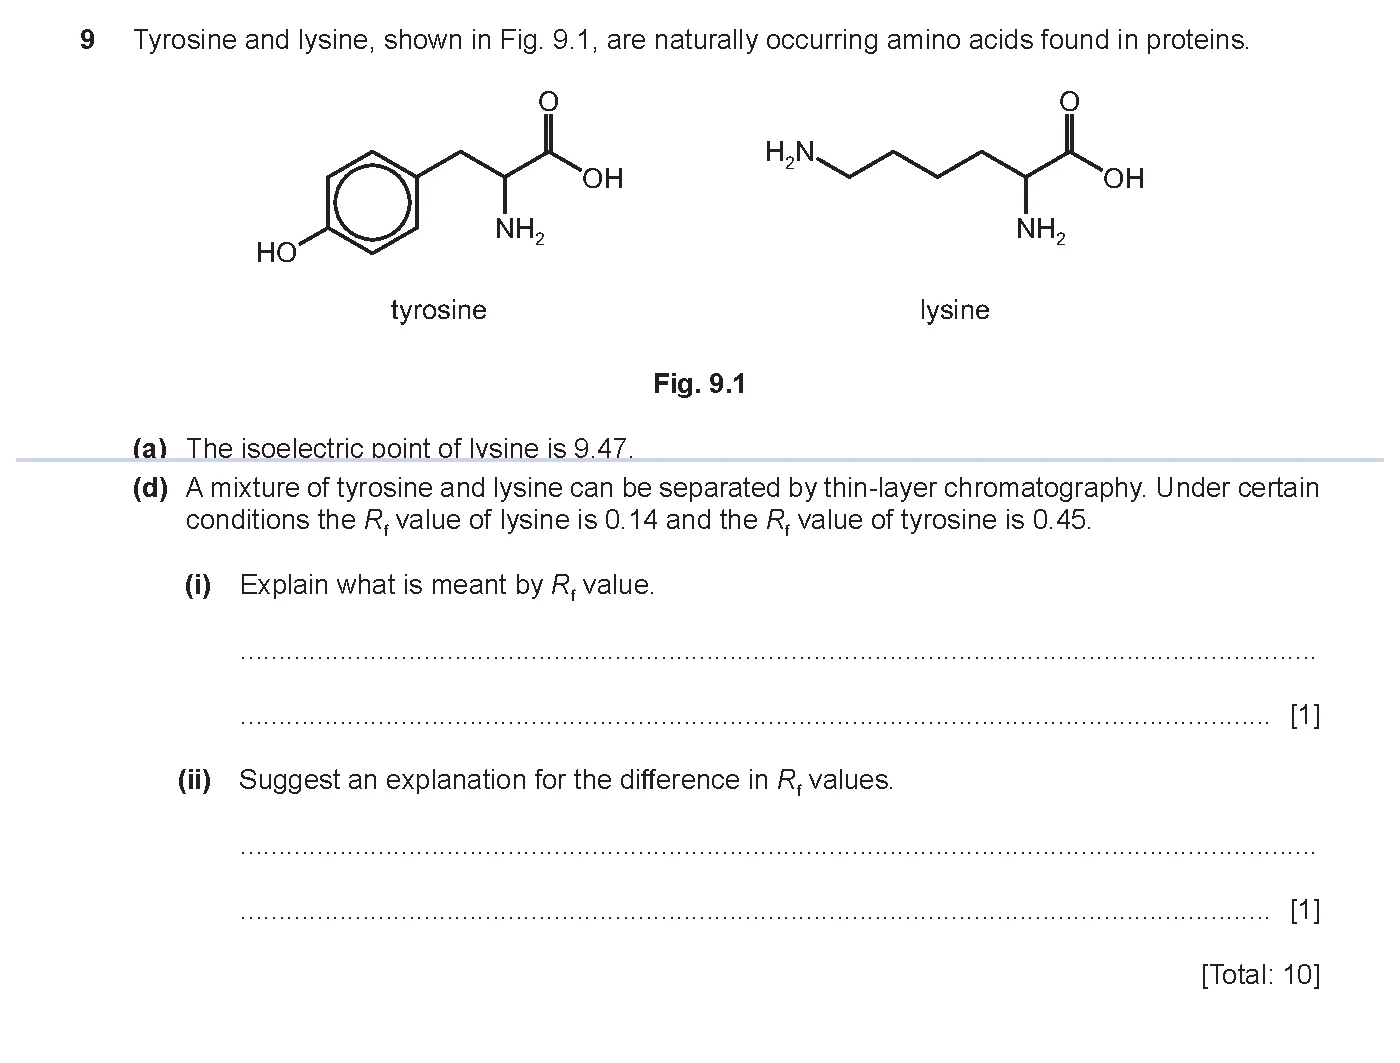 9 Tyrosine and lysine, shown in Fig. 9.1, are naturally occurring amino acids found in proteins.
O
OH
NH2
HO
tyrosine
O
H2N
OH
NH2
lysine
Fig. 9.1
(a) The isoelectric point of lysine is 9.47.
(d) A mixture of tyrosine and lysine can be separated by thin-layer chromatography. Under certain
conditions the Rf value of lysine is 0.14 and the Rf value of tyrosine is 0.45.
(i) Explain what is meant by Rf value.
[1]
(ii) Suggest an explanation for the difference in Rf values.
[1]
[Total: 10]